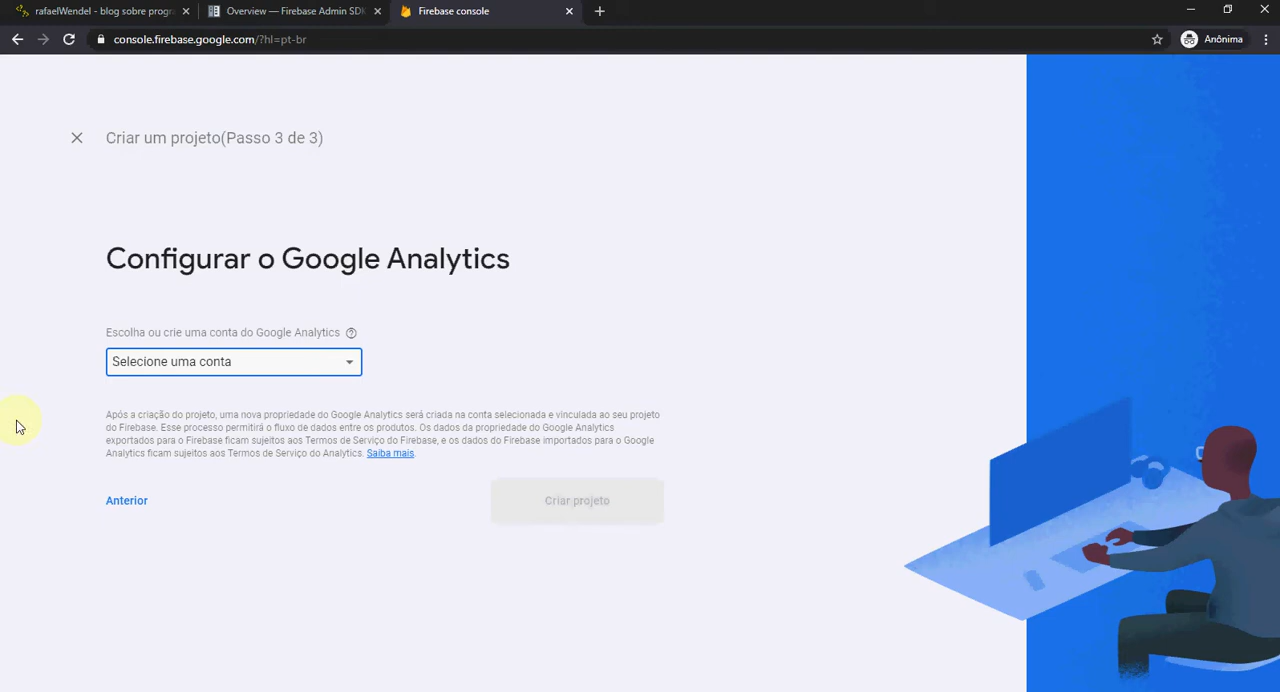 rafaelWendel - blog sobre progr
Overview — Firebase Admin SDK
Firebase console
console.firebase.google.com/?hl=pt-br
Anônima
Criar um projeto(Passo 3 de 3)
Configurar o Google Analytics
Escolha ou crie uma conta do Google Analytics
Selecione uma conta
Após a criação do projeto, uma nova propriedade do Google Analytics será criada na conta selecionada e vinculada ao seu projeto
do Firebase. Esse processo permitirá o fluxo de dados entre os produtos. Os dados da propriedade do Google Analytics
exportados para o Firebase ficam sujeitos aos Termos de Serviço do Firebase, e os dados do Firebase importados para o Google
Analytics ficam sujeitos aos Termos de Serviço do Analytics. Saiba mais.
Anterior
Criar projeto